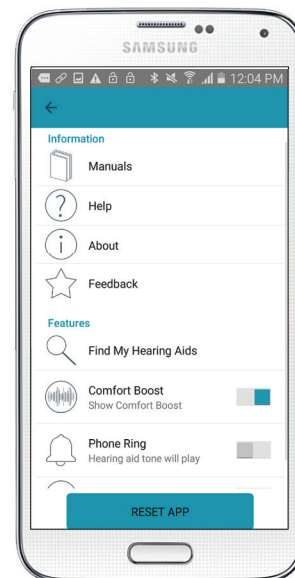 SAMSUNG
12:04 PM
Information
Manuals
Help
About
Feedback
Features
Find My Hearing Aids
Comfort Boost
Show Comfort Boost
Phone Ring
Hearing aid tone will play
RESET APP